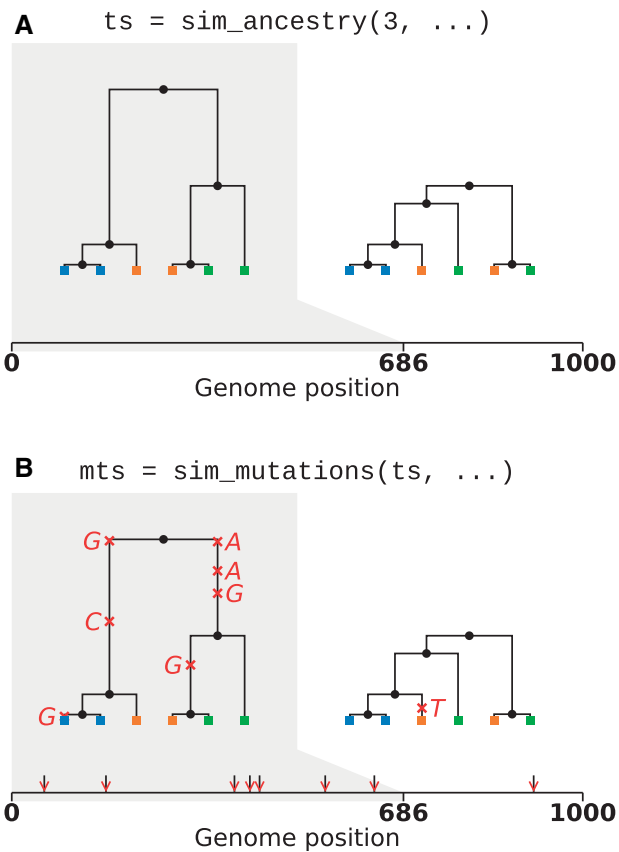 A
ts = sim_ancestry(3, ...)
0 686 1000
Genome position
B
mts = sim_mutations(ts, ...)
G A
A
G
C
G
G T
0 686 1000
Genome position